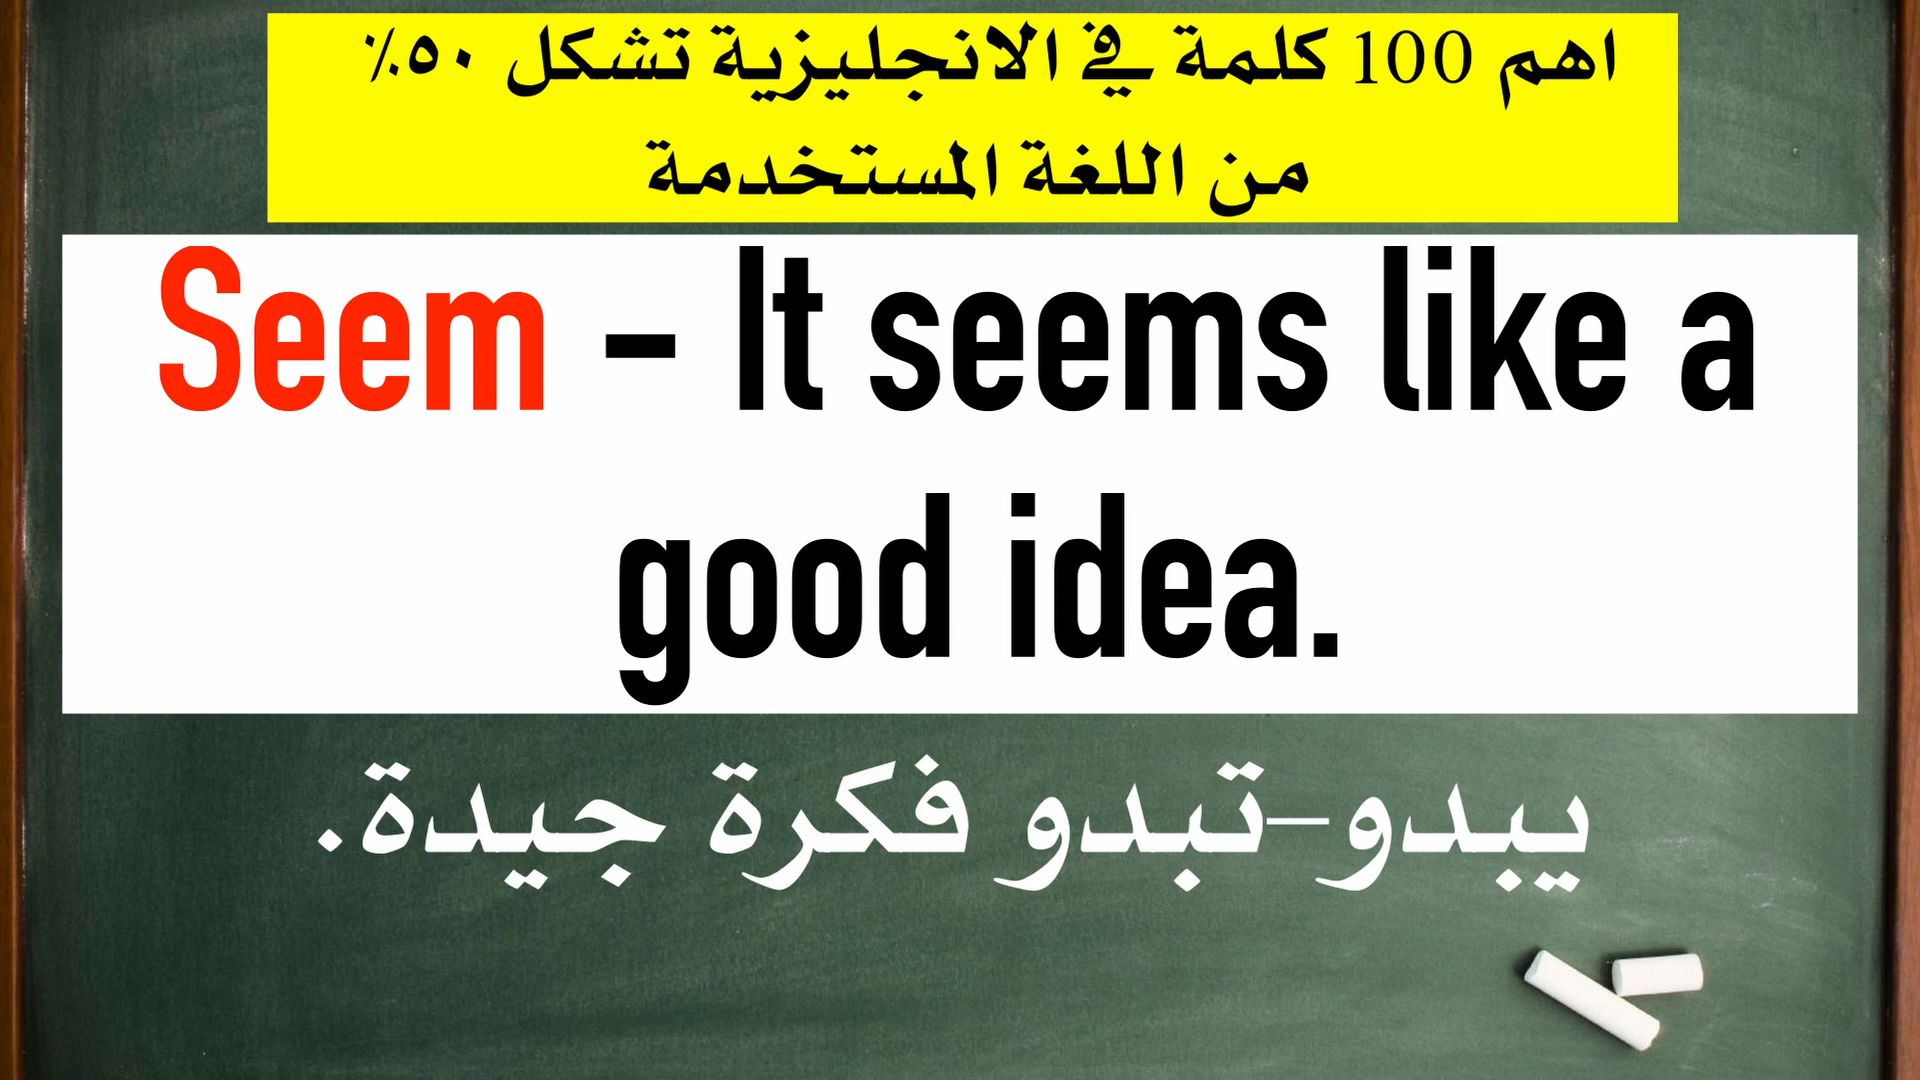 اهم 100 كلمة في الانجليزية تشكل ٥٠٪
من اللغة المستخدمة
Seem – It seems like a
good idea.
يبدو–تبدو فكرة جيدة.